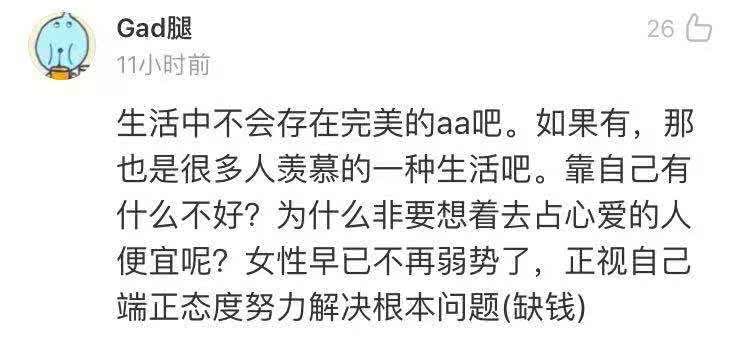 Gad腿
26
11小时前
生活中不会存在完美的aa吧。如果有，那
也是很多人羡慕的一种生活吧。靠自己有
什么不好？为什么非要想着去占心爱的人
便宜呢？女性早已不再弱势了，正视自己
端正态度努力解决根本问题(缺钱)